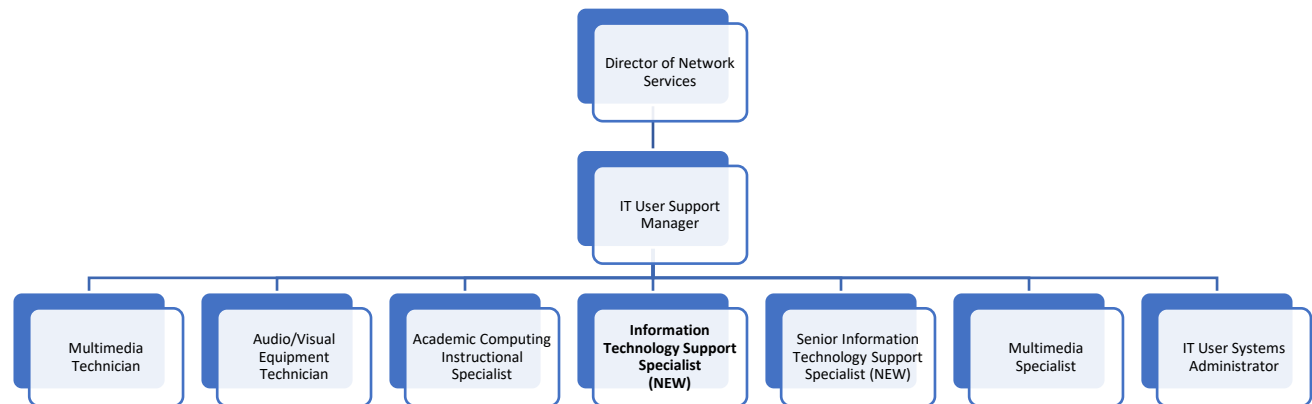 Director of Network
Services
IT User Support
Manager
Multimedia
Technician
Audio/Visual
Equipment
Technician
Academic Computing
Instructional
Specialist
Information
Technology Support
Specialist
(NEW)
Senior Information
Technology Support
Specialist (NEW)
Multimedia
Specialist
IT User Systems
Administrator